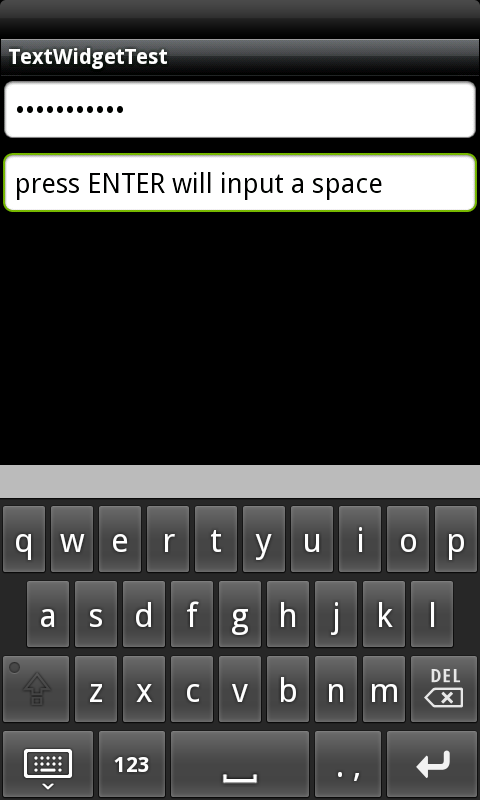 TextWidgetTest
•••••••••••
press ENTER will input a space
q w e r t y u i o p
a s d f g h j k l
z x c v b n m DEL
123 . ,